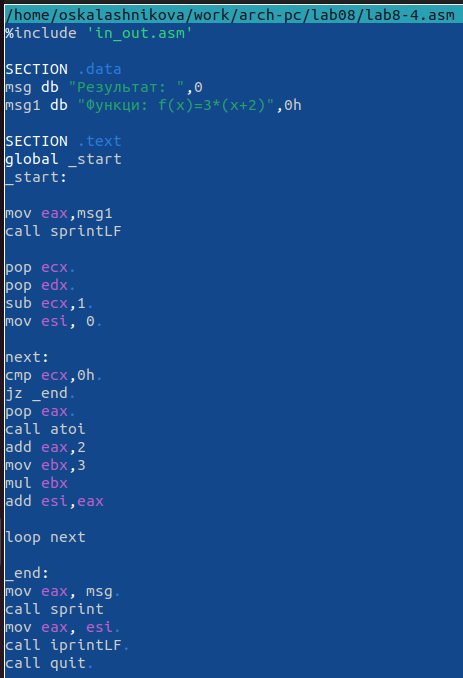 /home/oskalashnikova/work/arch-pc/lab08/lab8-4.asm
%include 'in_out.asm'
SECTION .data
msg db "Результат: ",0
msg1 db "Функци: f(x)=3*(x+2)",0h
SECTION .text
global _start
_start:
mov eax,msg1
call sprintLF
pop ecx.
pop edx.
sub ecx,1.
mov esi, 0.
next:
cmp ecx,0h.
jz _end.
pop eax.
call atoi
add eax,2
mov ebx,3
mul ebx
add esi,eax
loop next
_end:
mov eax, msg.
call sprint
mov eax, esi.
call iprintLF.
call quit.